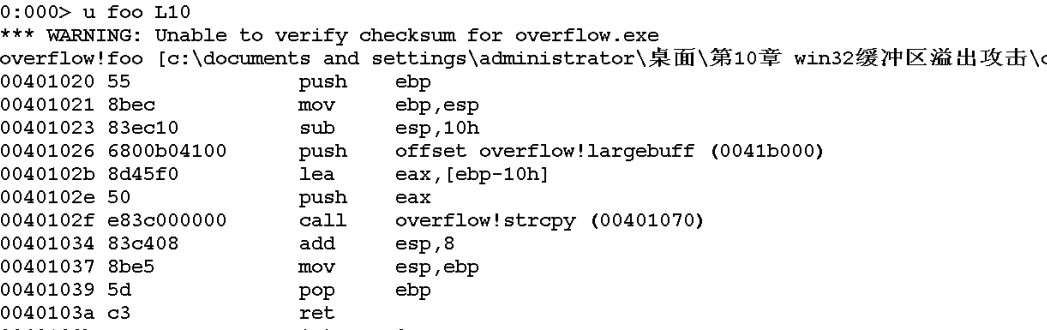 0:000> u foo L10
*** WARNING: Unable to verify checksum for overflow.exe
overflow!foo [c:\documents and settings\administrator\桌面\第10章 win32缓冲区溢出攻击\
00401020 55 push ebp
00401021 8bec mov ebp,esp
00401023 83ec10 sub esp,10h
00401026 6800b04100 push offset overflow!largebuff (0041b000)
0040102b 8d45f0 lea eax,[ebp-10h]
0040102e 50 push eax
0040102f e83c000000 call overflow!strcpy (00401070)
00401034 83c408 add esp,8
00401037 8be5 mov esp,ebp
00401039 5d pop ebp
0040103a c3 ret